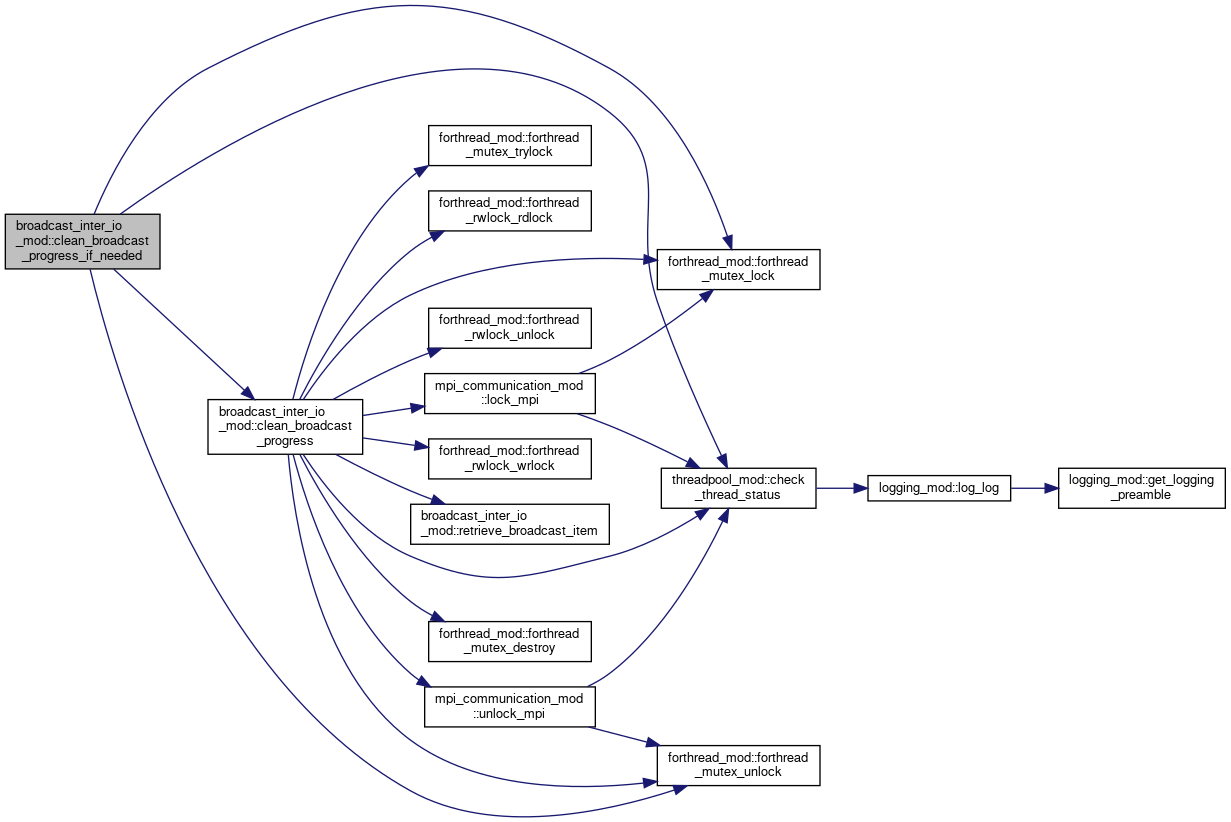 broadcast_inter_io
_mod::clean_broadcast
_progress_if_needed
broadcast_inter_io
_mod::clean_broadcast
_progress
forthread_mod::forthread
_mutex_trylock
forthread_mod::forthread
_rwlock_rdlock
forthread_mod::forthread
_rwlock_unlock
mpi_communication_mod
::lock_mpi
forthread_mod::forthread
_rwlock_wrlock
broadcast_inter_io
_mod::retrieve_broadcast_item
forthread_mod::forthread
_mutex_destroy
mpi_communication_mod
::unlock_mpi
forthread_mod::forthread
_mutex_lock
threadpool_mod::check
_thread_status
forthread_mod::forthread
_mutex_unlock
logging_mod::log_log
logging_mod::get_logging
_preamble